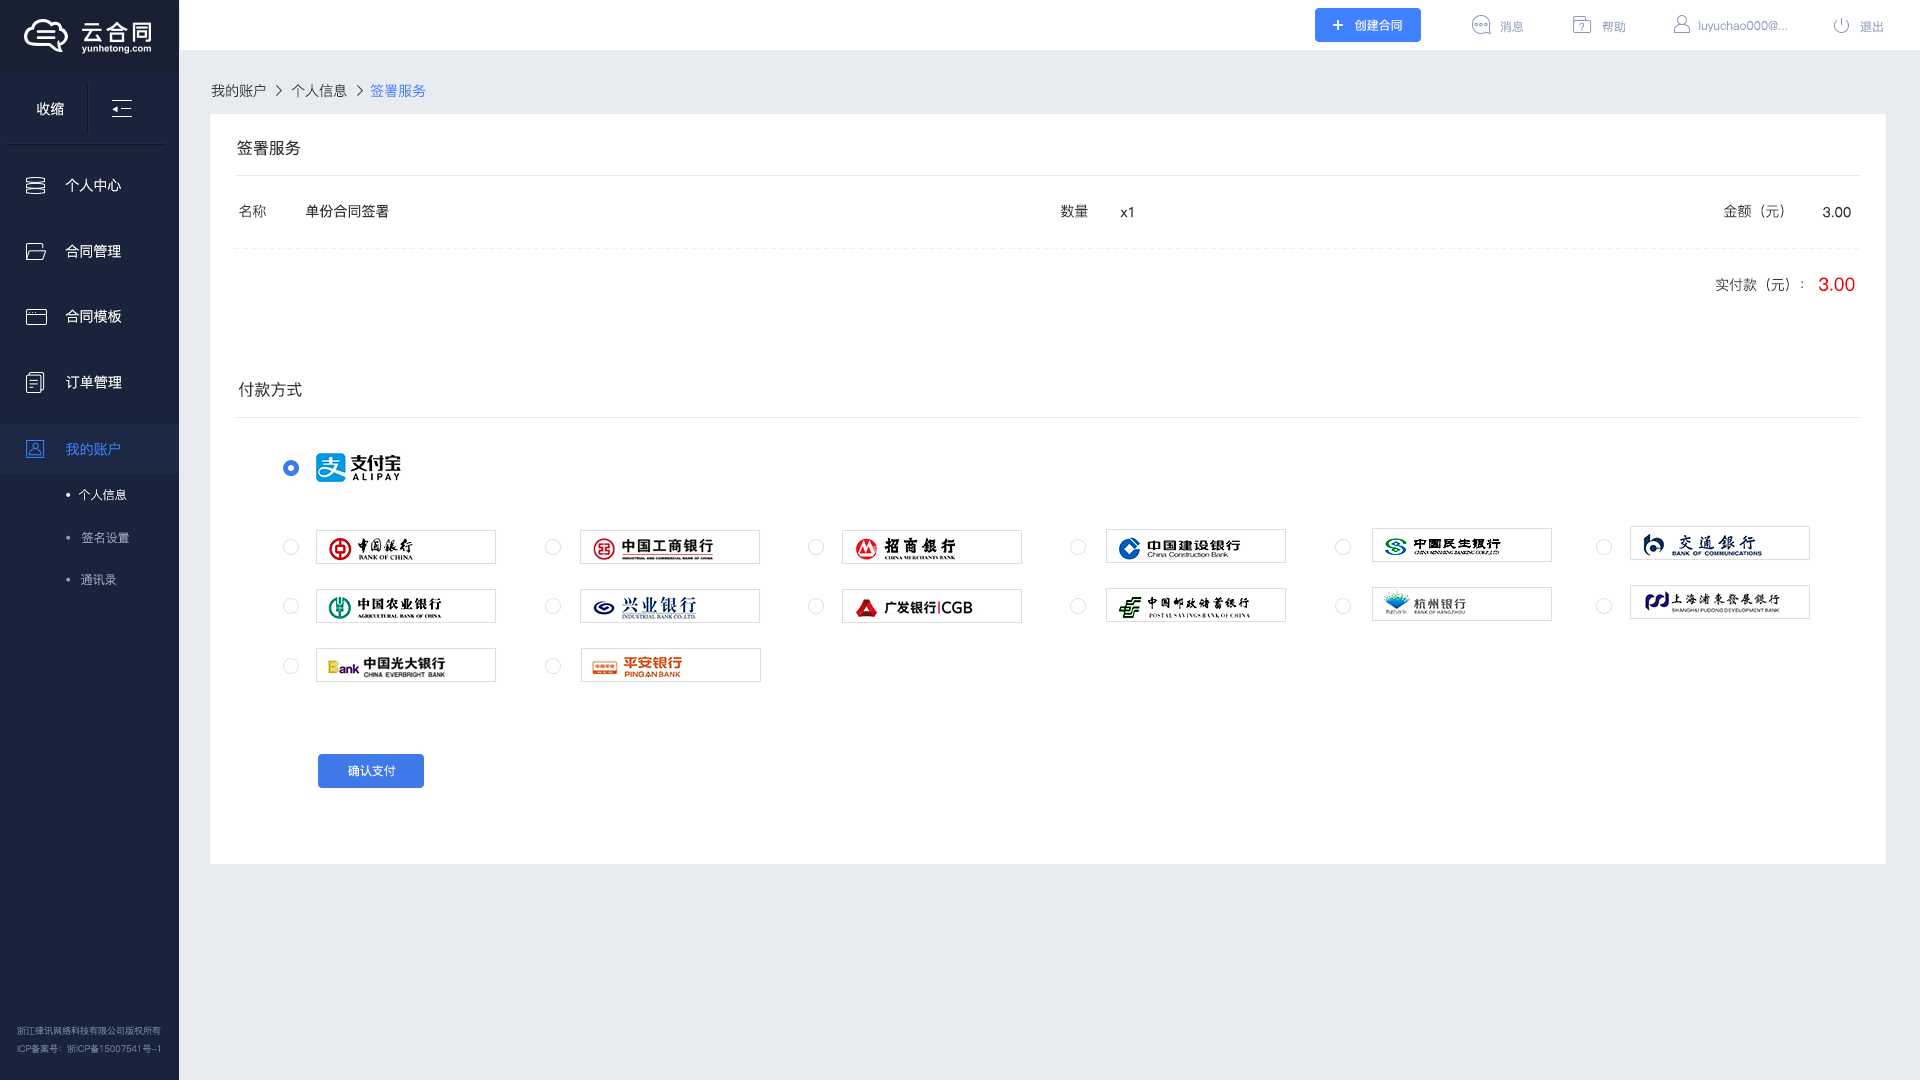 云合同
yunhetong.com
创建合同
消息
帮助
luyuchao000@...
退出
收缩
个人中心
合同管理
合同模板
订单管理
我的账户
个人信息
签名设置
通讯录
我的账户 > 个人信息 > 签署服务
签署服务
名称 单份合同签署 数量 x1 金额（元） 3.00
实付款（元）： 3.00
付款方式
支付宝
ALIPAY
中国银行
BANK OF CHINA
中国工商银行
INDUSTRIAL AND COMMERCIAL BANK OF CHINA
招商银行
CHINA MERCHANTS BANK
中国建设银行
China Construction Bank
中国民生银行
CHINA MINSHENG BANKING CORP.,LTD
交通銀行
BANK OF COMMUNICATIONS
中国农业银行
AGRICULTURAL BANK OF CHINA
兴业银行
INDUSTRIAL BANK CO.,LTD.
广发银行|CGB
中国邮政储蓄银行
POSTAL SAVINGS BANK OF CHINA
hzbank
杭州银行
BANK OF HANGZHOU
上海浦東發展銀行
SHANGHAI PUDONG DEVELOPMENT BANK
Bank
中国光大银行
CHINA EVERBRIGHT BANK
中国平安
平安银行
PINGAN BANK
确认支付
浙江律讯网络科技有限公司版权所有
ICP备案号：浙ICP备15007541号-1